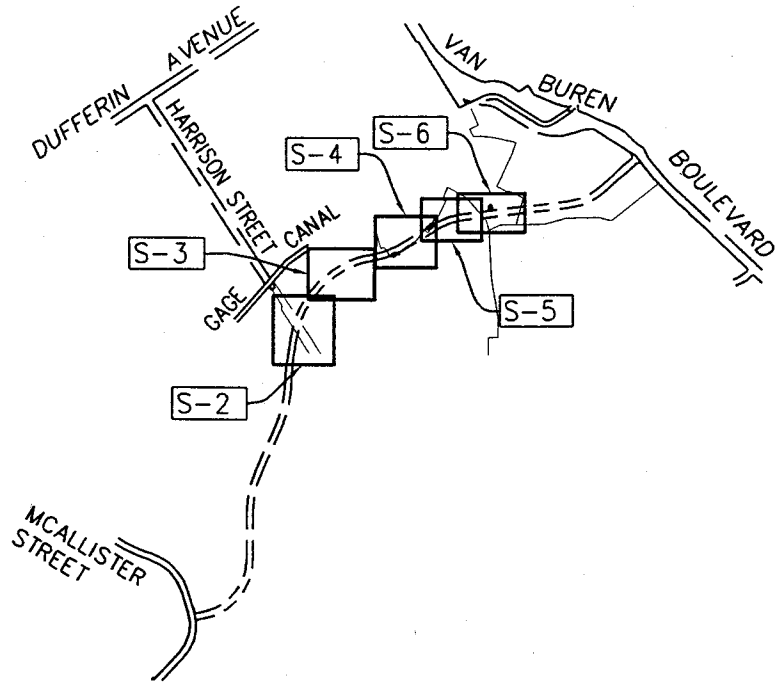 DUFFERIN AVENUE
VAN BUREN BOULEVARD
HARRISON STREET
S-6
S-4
GAGE CANAL
S-3
S-5
S-2
MCALLISTER
STREET